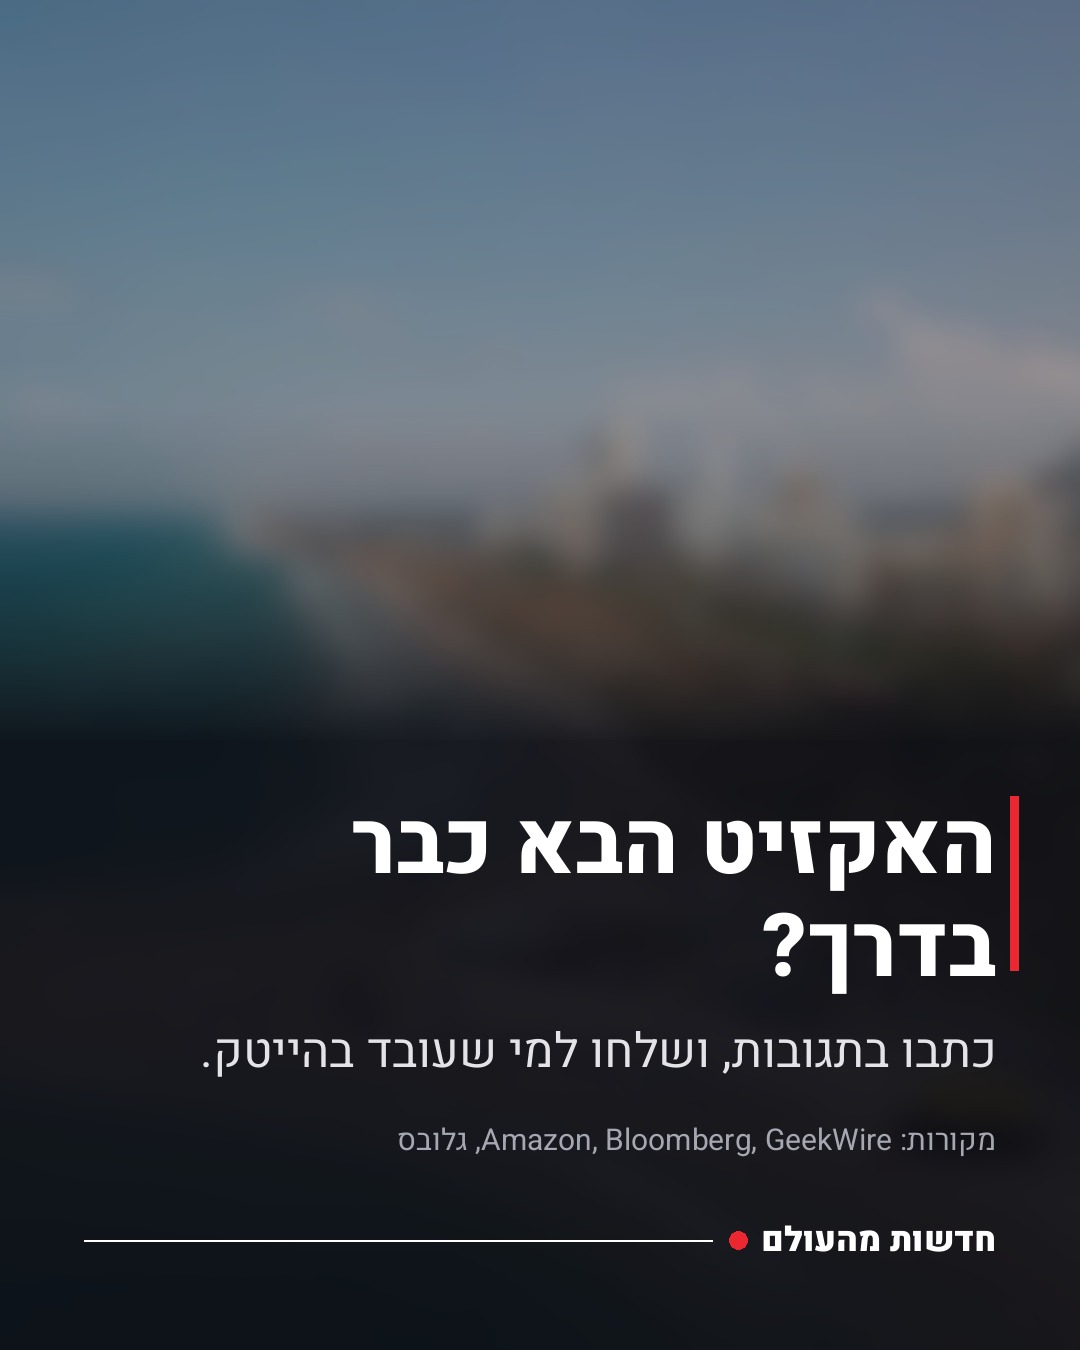 האקזיט הבא כבר
בדרך?
כתבו בתגובות, ושלחו למי שעובד בהייטק.
מקורות: Amazon, Bloomberg, GeekWire, גלובס
חדשות מהעולם